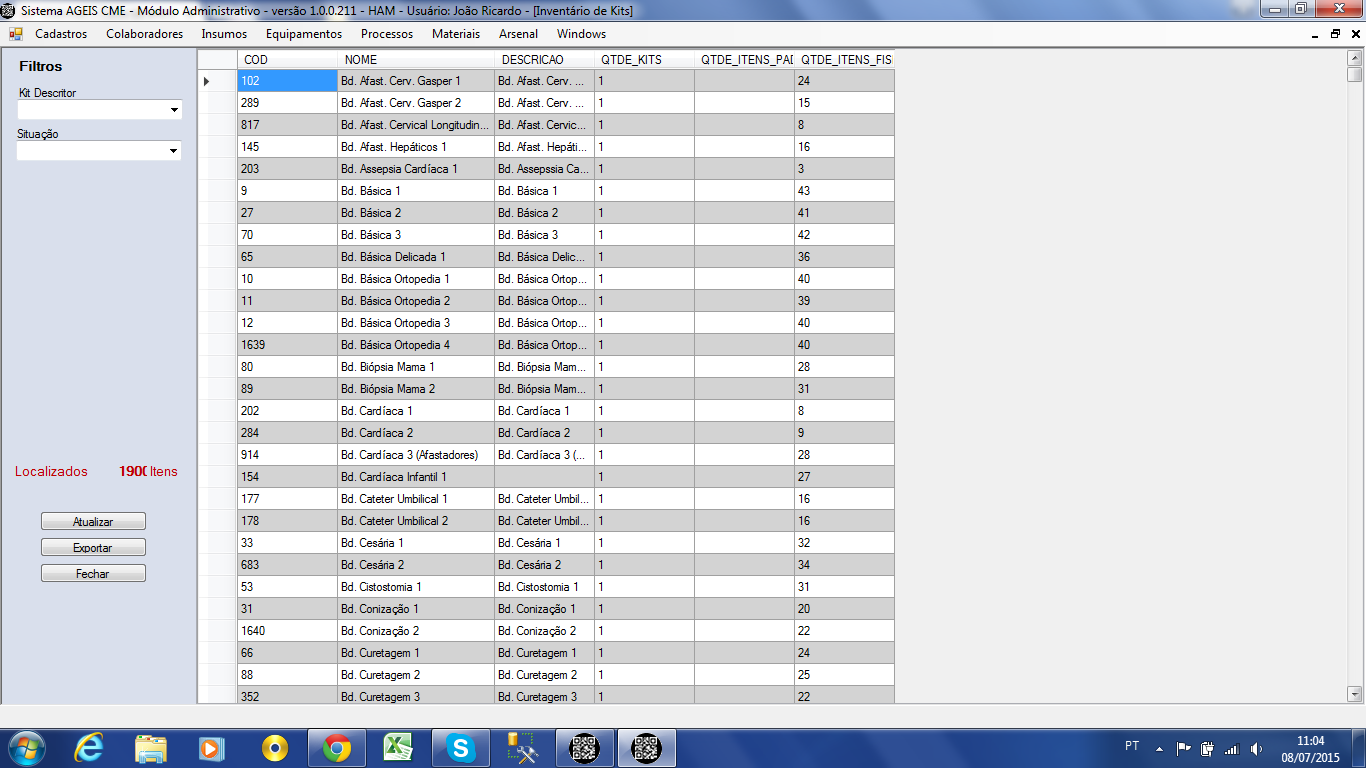 Sistema AGEIS CME - Módulo Administrativo - versão 1.0.0.211 - HAM - Usuário: João Ricardo - [Inventário de Kits]
Cadastros Colaboradores Insumos Equipamentos Processos Materiais Arsenal Windows
Filtros
Kit Descritor
Situação
Localizados 1900 Itens
Atualizar
Exportar
Fechar
COD NOME DESCRICAO QTDE_KITS QTDE_ITENS_PAD QTDE_ITENS_FIS
102 Bd. Afast. Cerv. Gasper 1 Bd. Afast. Cerv. ... 1 24
289 Bd. Afast. Cerv. Gasper 2 Bd. Afast. Cerv. ... 1 15
817 Bd. Afast. Cervical Longitudin... Bd. Afast. Cervic... 1 8
145 Bd. Afast. Hepáticos 1 Bd. Afast. Hepáti... 1 16
203 Bd. Assepsia Cardíaca 1 Bd. Assepssia Ca... 1 3
9 Bd. Básica 1 Bd. Básica 1 1 43
27 Bd. Básica 2 Bd. Básica 2 1 41
70 Bd. Básica 3 Bd. Básica 3 1 42
65 Bd. Básica Delicada 1 Bd. Básica Delic... 1 36
10 Bd. Básica Ortopedia 1 Bd. Básica Ortop... 1 40
11 Bd. Básica Ortopedia 2 Bd. Básica Ortop... 1 39
12 Bd. Básica Ortopedia 3 Bd. Básica Ortop... 1 40
1639 Bd. Básica Ortopedia 4 Bd. Básica Ortop... 1 40
80 Bd. Biópsia Mama 1 Bd. Biópsia Mam... 1 28
89 Bd. Biópsia Mama 2 Bd. Biópsia Mam... 1 31
202 Bd. Cardíaca 1 Bd. Cardíaca 1 1 8
284 Bd. Cardíaca 2 Bd. Cardíaca 2 1 9
914 Bd. Cardíaca 3 (Afastadores) Bd. Cardíaca 3 (... 1 28
154 Bd. Cardíaca Infantil 1 1 27
177 Bd. Cateter Umbilical 1 Bd. Cateter Umbil... 1 16
178 Bd. Cateter Umbilical 2 Bd. Cateter Umbil... 1 16
33 Bd. Cesária 1 Bd. Cesária 1 1 32
683 Bd. Cesária 2 Bd. Cesária 2 1 34
53 Bd. Cistostomia 1 Bd. Cistostomia 1 1 31
31 Bd. Conização 1 Bd. Conização 1 1 20
1640 Bd. Conização 2 Bd. Conização 2 1 22
66 Bd. Curetagem 1 Bd. Curetagem 1 1 24
88 Bd. Curetagem 2 Bd. Curetagem 2 1 25
352 Bd. Curetagem 3 Bd. Curetagem 3 1 22
PT 11:04
08/07/2015